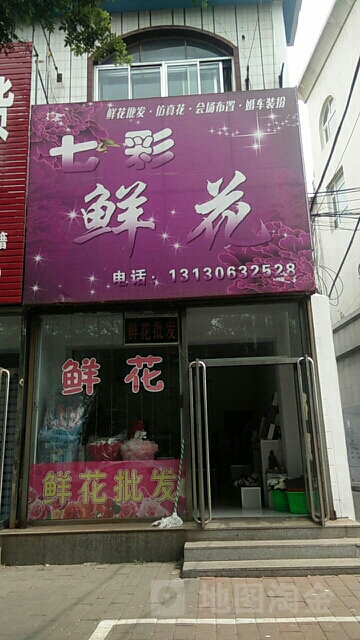 鲜花批发·仿真花·会场布置·婚车装扮
七彩
鲜花
电话：13130632528
鲜花批发
鲜花
鲜花批发
地图淘金